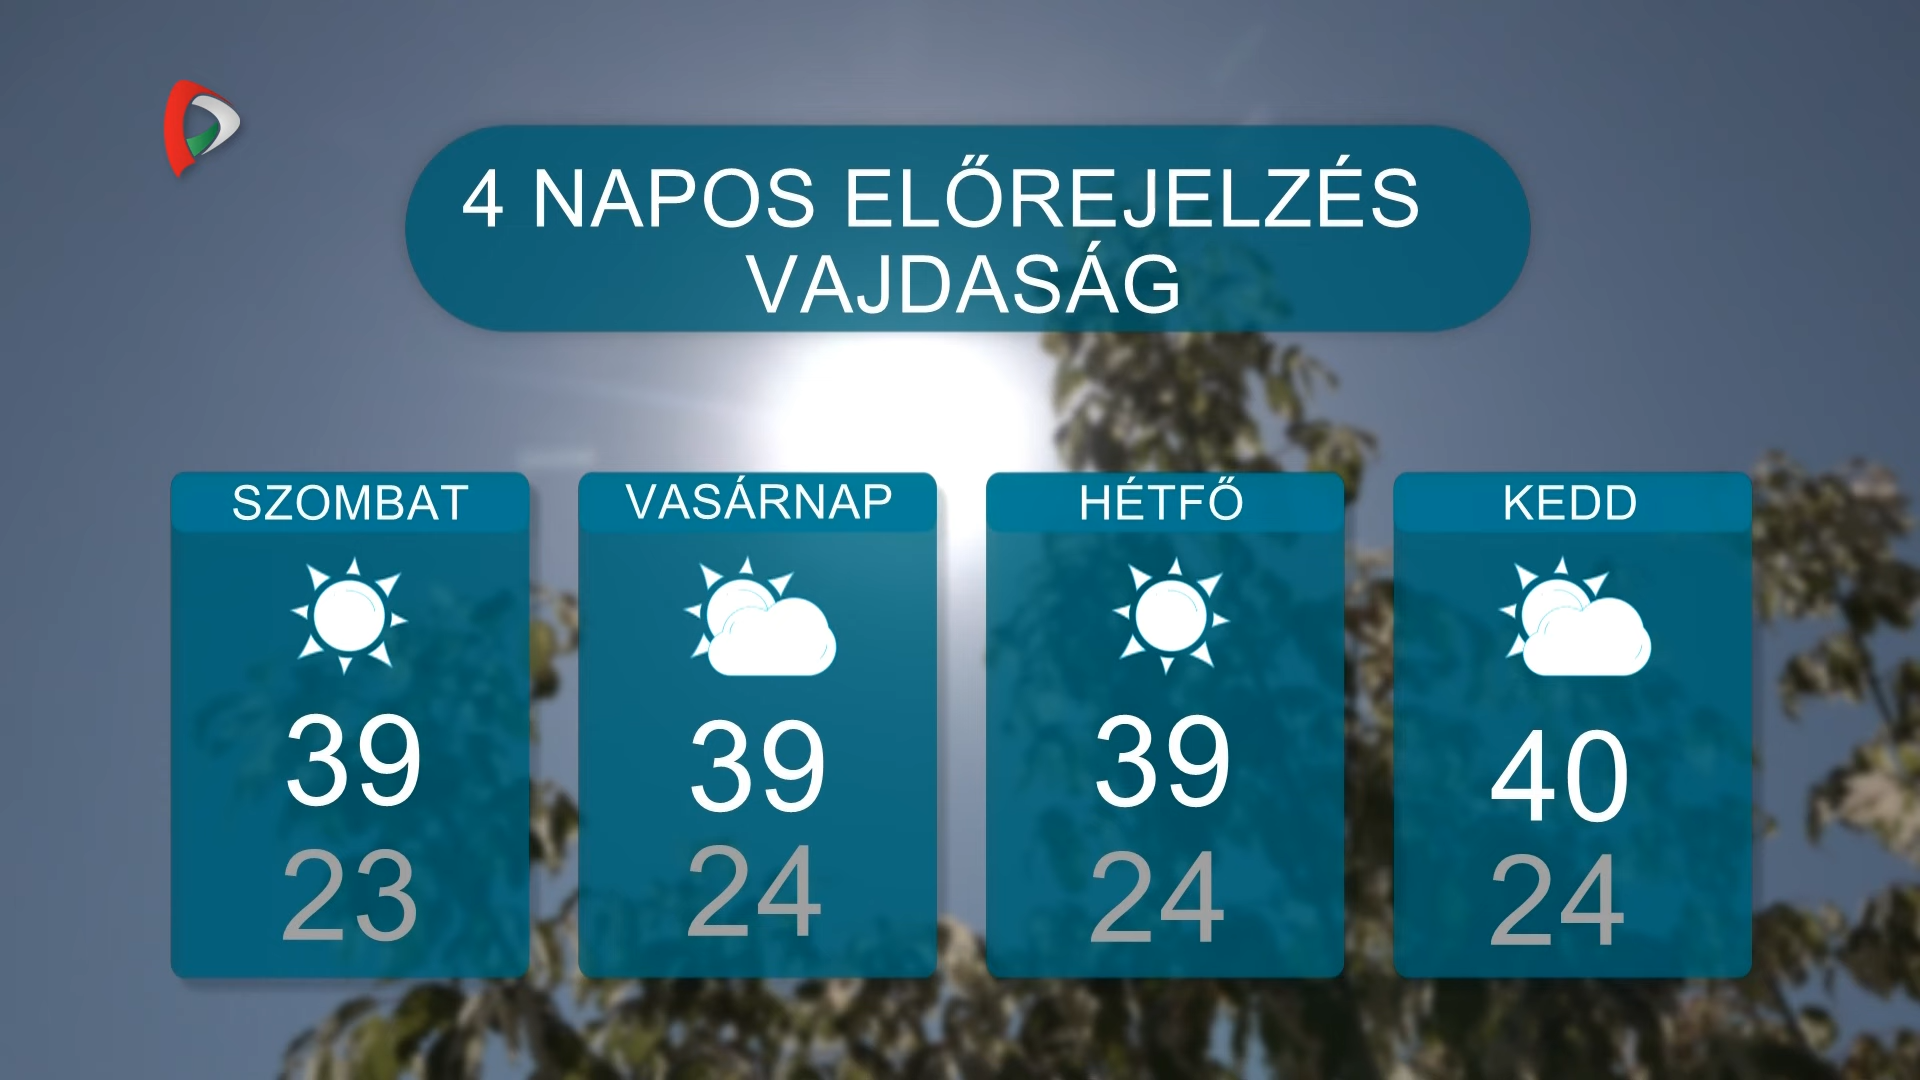 4 NAPOS ELŐREJELZÉS
VAJDASÁG
SZOMBAT
39
23
VASÁRNAP
39
24
HÉTFŐ
39
24
KEDD
40
24